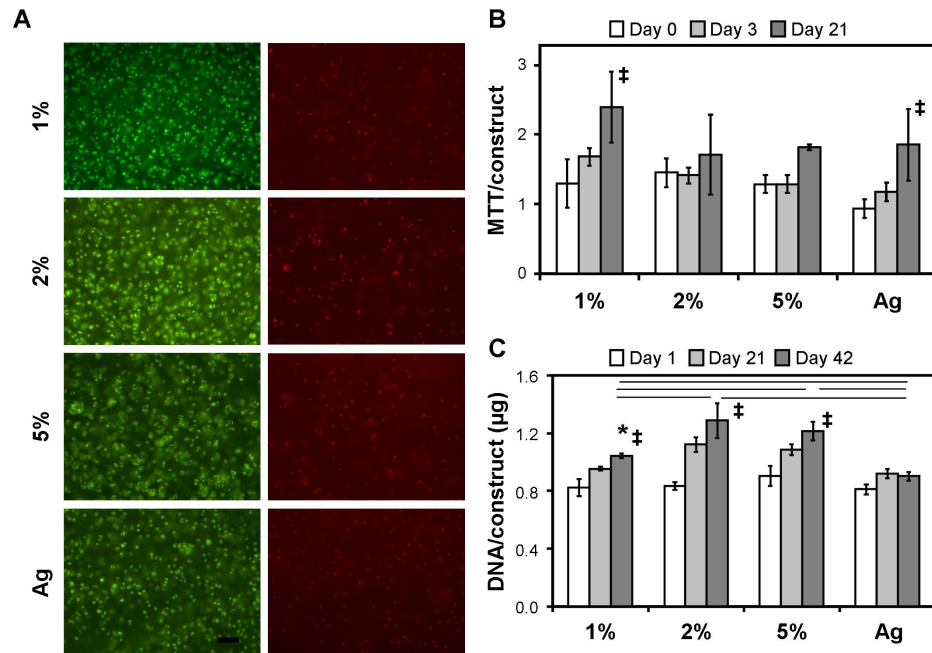 A
1%
2%
5%
Ag
B
Day 0 Day 3 Day 21
MTT/construct
3
2
1
0
‡
‡
1% 2% 5% Ag
C
Day 1 Day 21 Day 42
DNA/construct (µg)
1.6
1.2
0.8
0.4
0.0
*‡
‡
‡
1% 2% 5% Ag